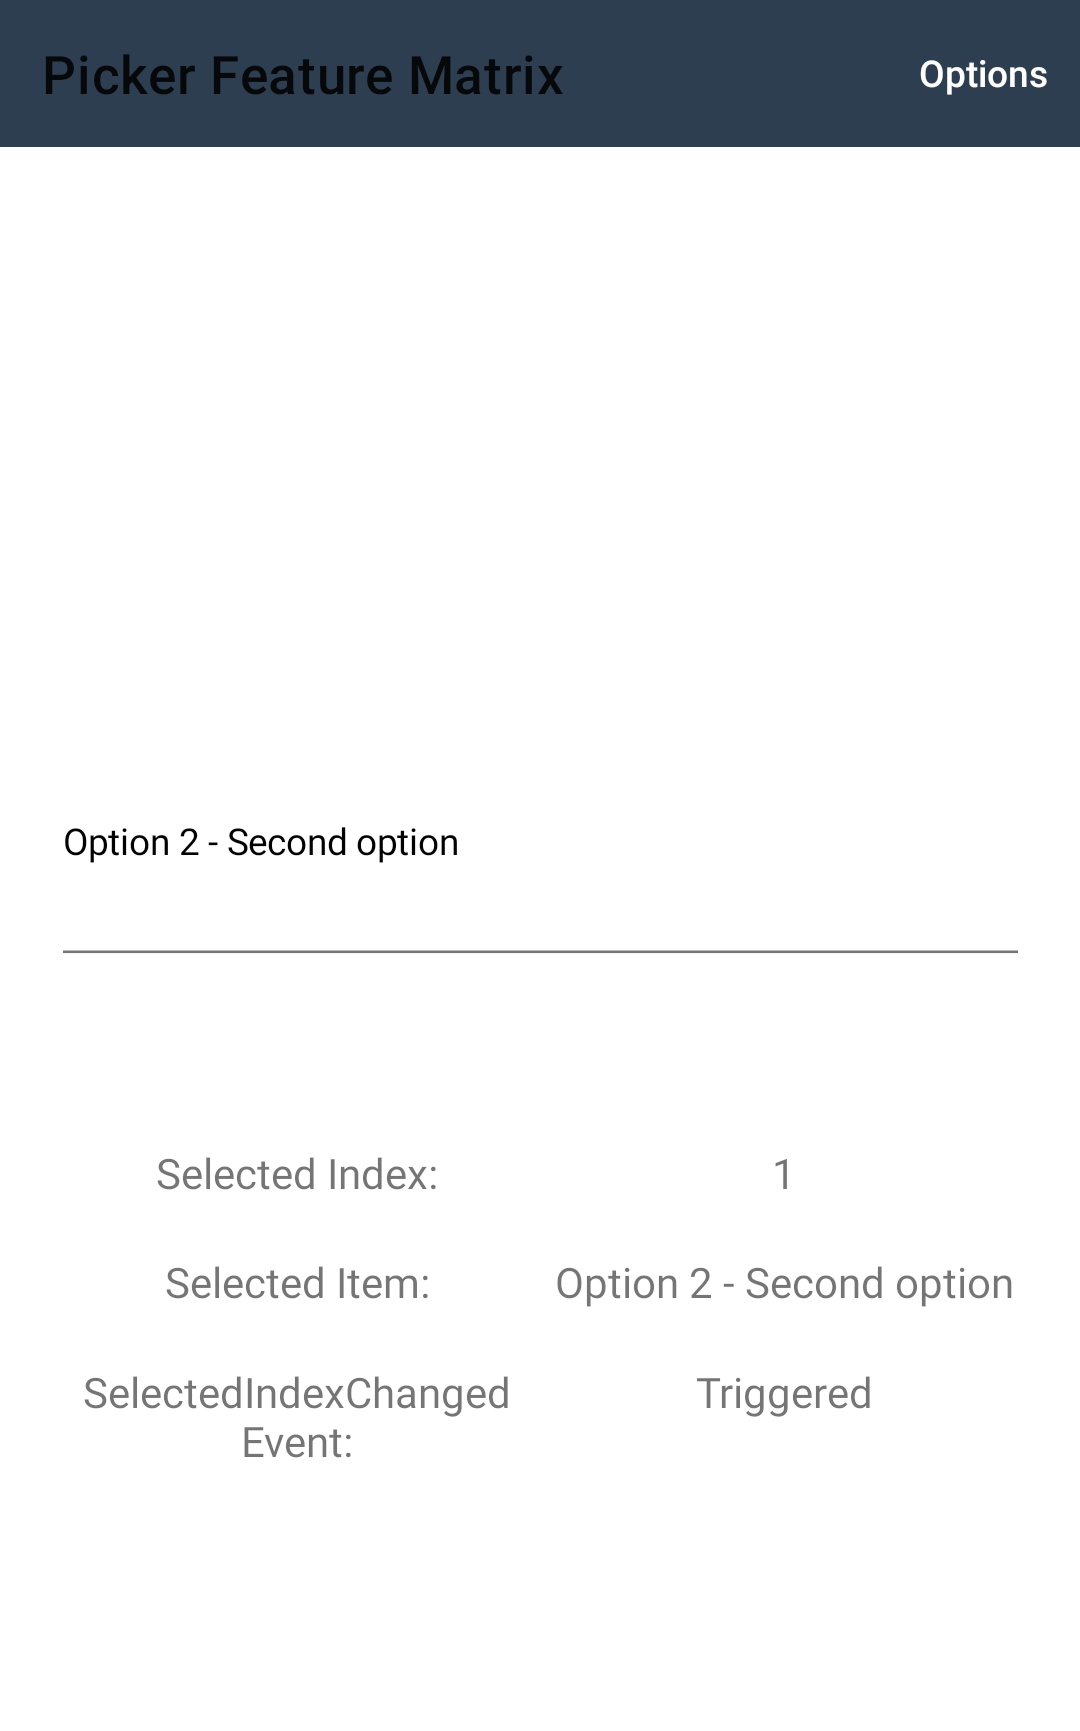 Picker Feature Matrix
Options
Option 2 - Second option
Selected Index:
1
Selected Item:
Option 2 - Second option
SelectedIndexChanged
Event:
Triggered